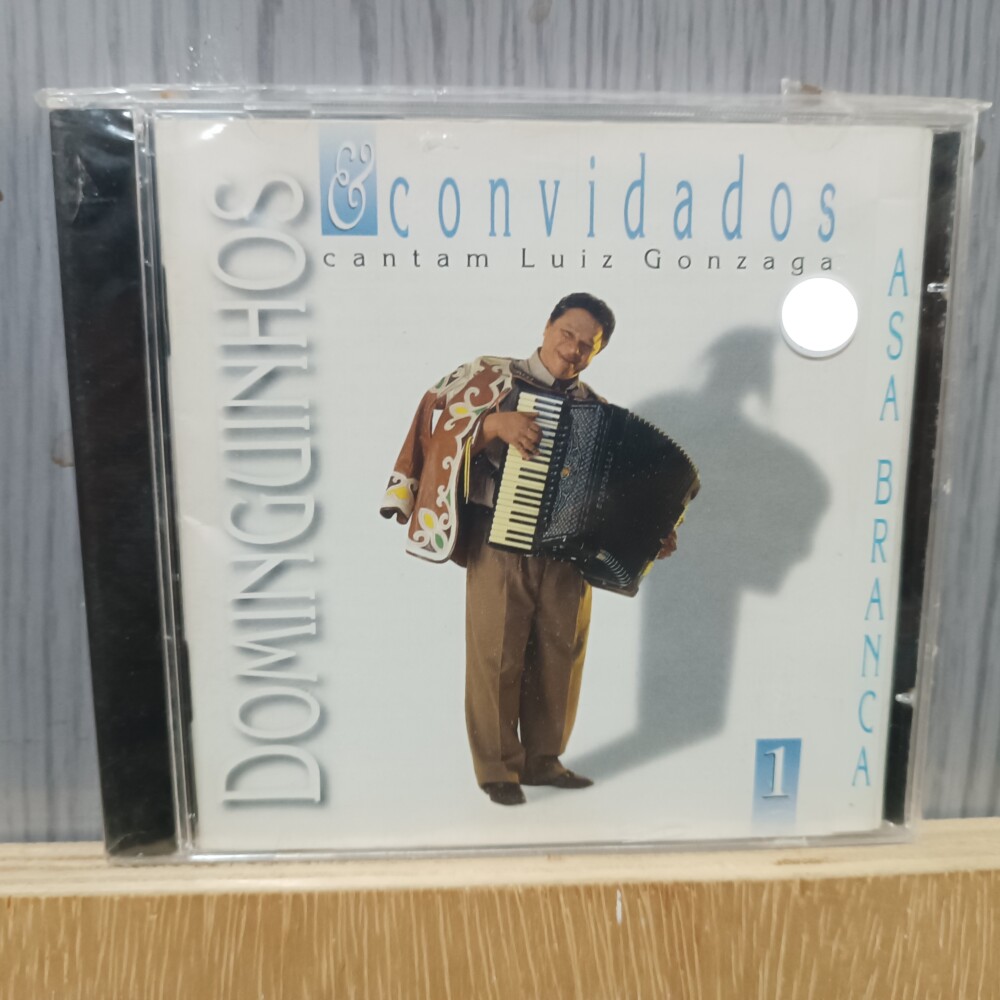 DOMINGUINHOS
& convidados
cantam Luiz Gonzaga
ASA BRANCA
1